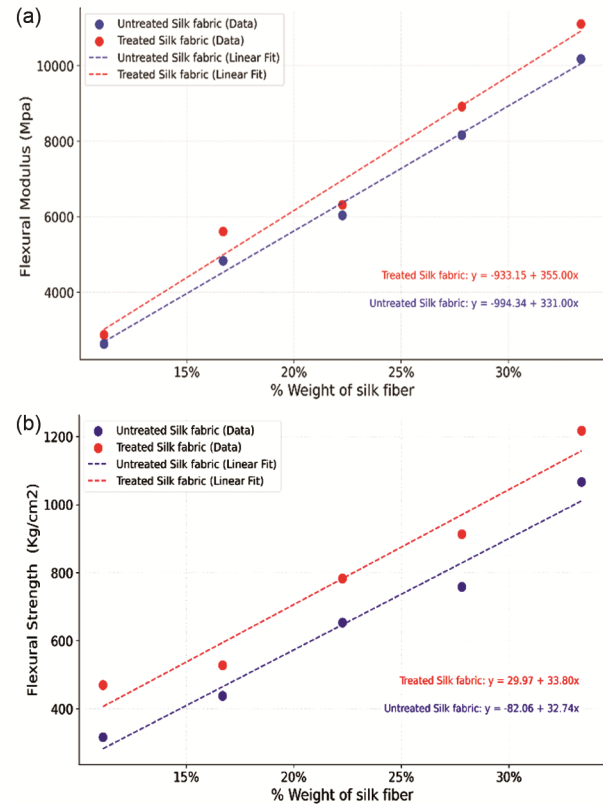 (a)
Untreated Silk fabric (Data)
Treated Silk fabric (Data)
Untreated Silk fabric (Linear Fit)
Treated Silk fabric (Linear Fit)
10000
8000
6000
4000
Flexural Modulus (Mpa)
Treated Silk fabric: y = -933.15 + 355.00x
Untreated Silk fabric: y = -994.34 + 331.00x
15% 20% 25% 30%
% Weight of silk fiber
(b)
Untreated Silk fabric (Data)
Treated Silk fabric (Data)
Untreated Silk fabric (Linear Fit)
Treated Silk fabric (Linear Fit)
1200
1000
800
600
400
Flexural Strength (Kg/cm2)
Treated Silk fabric: y = 29.97 + 33.80x
Untreated Silk fabric: y = -82.06 + 32.74x
15% 20% 25% 30%
% Weight of silk fiber